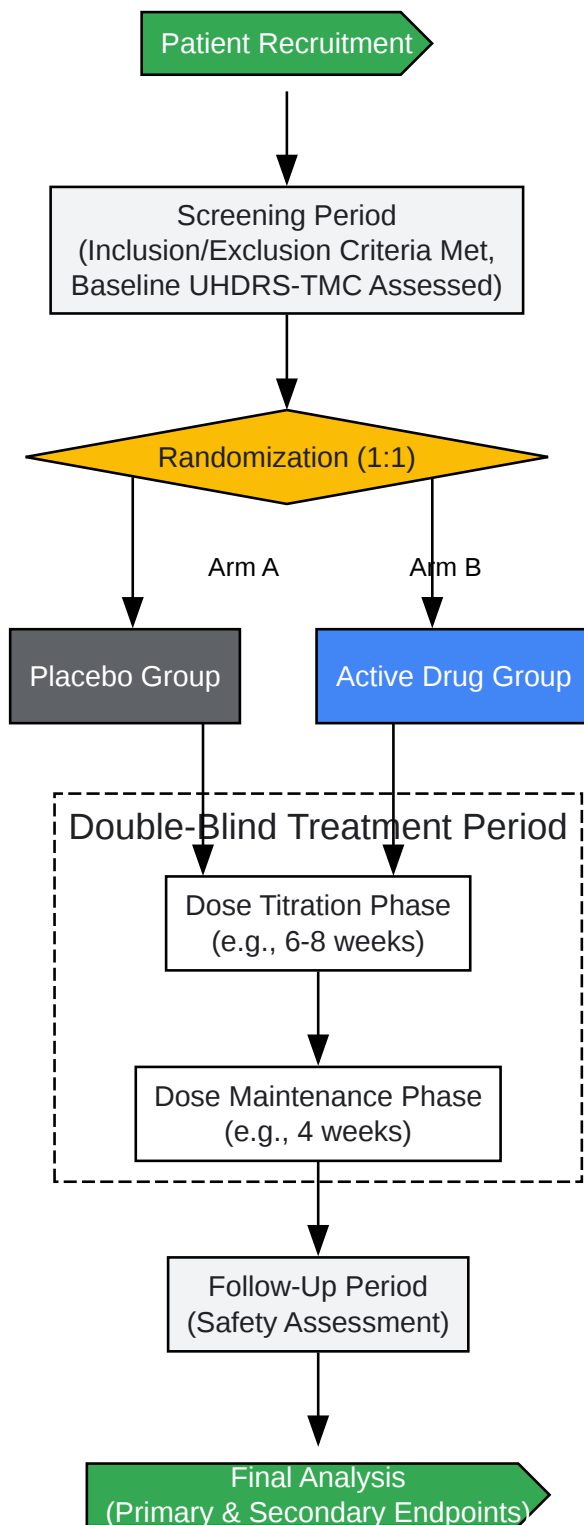 Patient Recruitment
Screening Period
(Inclusion/Exclusion Criteria Met,
Baseline UHDRS-TMC Assessed)
Randomization (1:1)
Arm A
Arm B
Placebo Group
Active Drug Group
Double-Blind Treatment Period
Dose Titration Phase
(e.g., 6-8 weeks)
Dose Maintenance Phase
(e.g., 4 weeks)
Follow-Up Period
(Safety Assessment)
Final Analysis
(Primary & Secondary Endpoints)